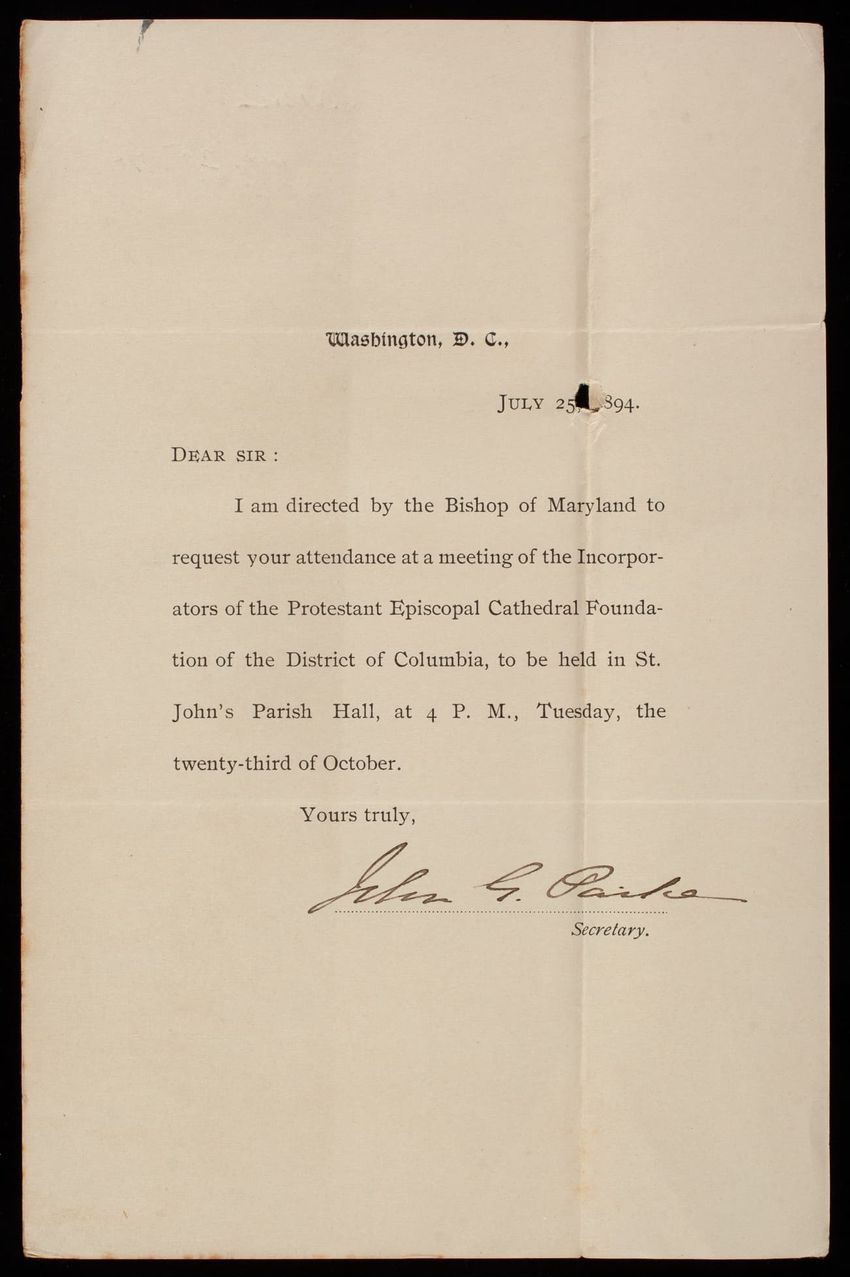 Washington, D. C.,
JULY 25, 894.
DEAR SIR :
I am directed by the Bishop of Maryland to
request your attendance at a meeting of the Incorpor-
ators of the Protestant Episcopal Cathedral Founda-
tion of the District of Columbia, to be held in St.
John's Parish Hall, at 4 P. M., Tuesday, the
twenty-third of October.
Yours truly,
John G. Parke
Secretary.